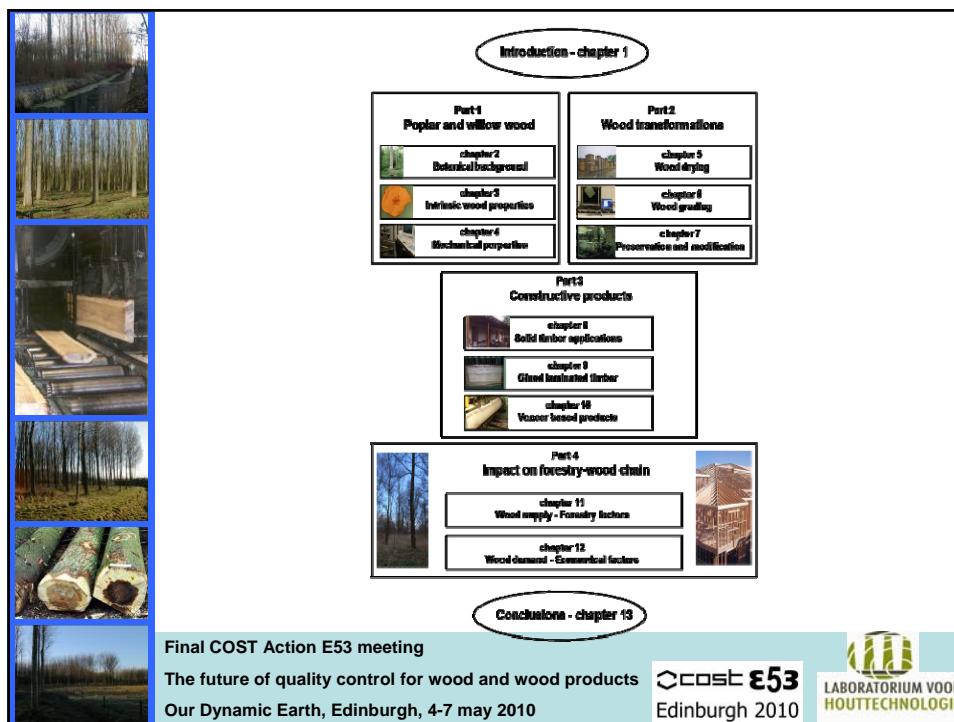 Introduction - chapter 1
Part 1
Poplar and willow wood
chapter 2
Botanical background
chapter 3
Intrinsic wood properties
chapter 4
Mechanical porpertive
Part 2
Wood transformations
chapter 5
Wood drying
chapter 6
Wood grading
chapter 7
Preservation and modification
Part 3
Constructive products
chapter 8
Solid timber applications
chapter 9
Glued laminated timber
chapter 10
Veneer based products
Part 4
Impact on forestry-wood chain
chapter 11
Wood supply - Forestry factors
chapter 12
Wood demand - Economical factors
Conclusions - chapter 13
Final COST Action E53 meeting
The future of quality control for wood and wood products
Our Dynamic Earth, Edinburgh, 4-7 may 2010
cost E53
Edinburgh 2010
LABORATORIUM VOO
HOUTTECHNOLOGI